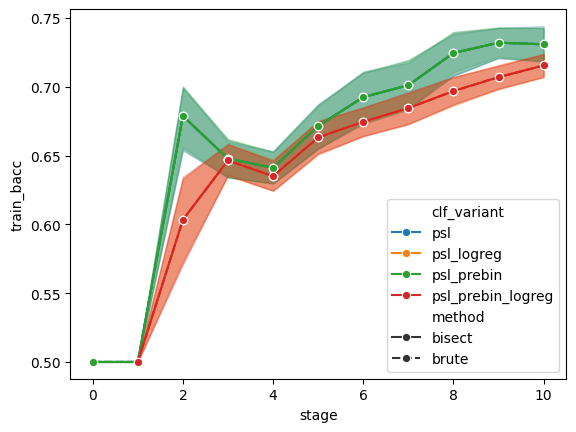 0.75
0.70
0.65
0.60
0.55
0.50
train_bacc
0 2 4 6 8 10
stage
clf_variant
psl
psl_logreg
psl_prebin
psl_prebin_logreg
method
bisect
brute